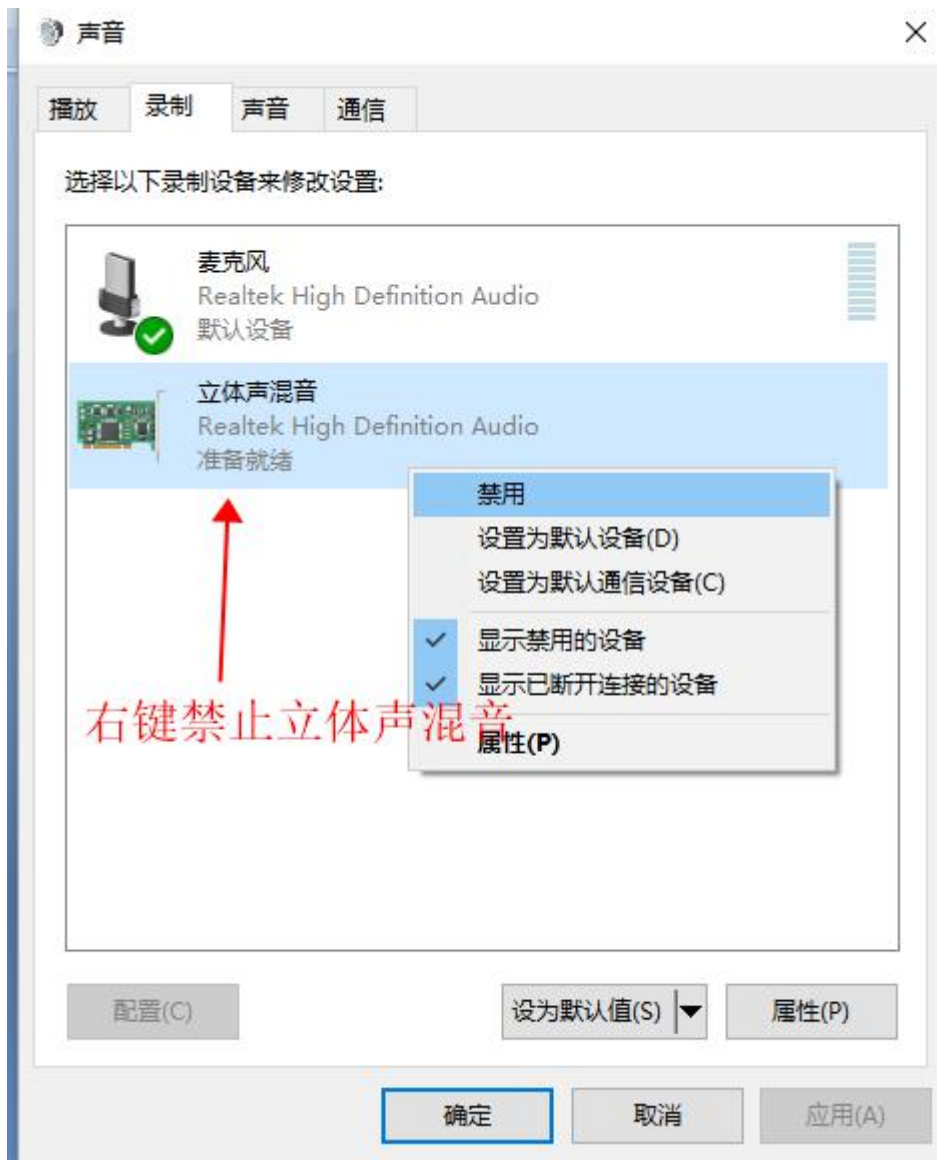 声音
播放 录制 声音 通信
选择以下录制设备来修改设置:
麦克风
Realtek High Definition Audio
默认设备
立体声混音
Realtek High Definition Audio
准备就绪
禁用
设置为默认设备(D)
设置为默认通信设备(C)
显示禁用的设备
显示已断开连接的设备
右键禁止立体声混音
属性(P)
配置(C) 设为默认值(S) 属性(P)
确定 取消 应用(A)